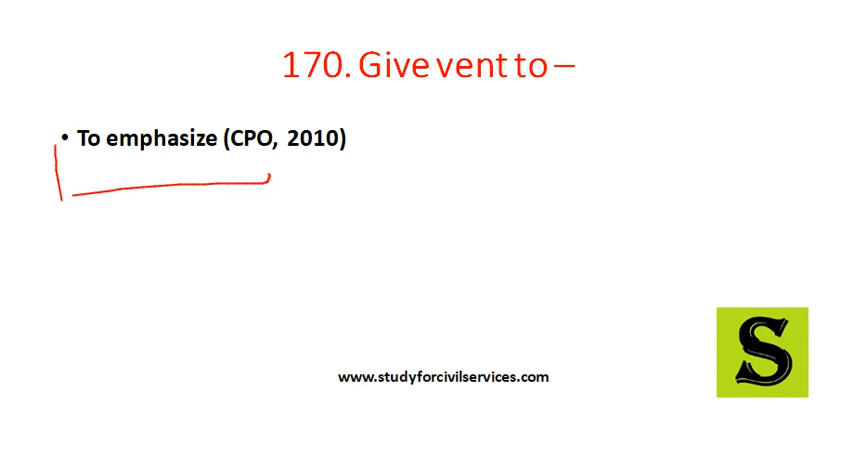 170. Give vent to –
• To emphasize (CPO, 2010)
www.studyforcivilservices.com
S